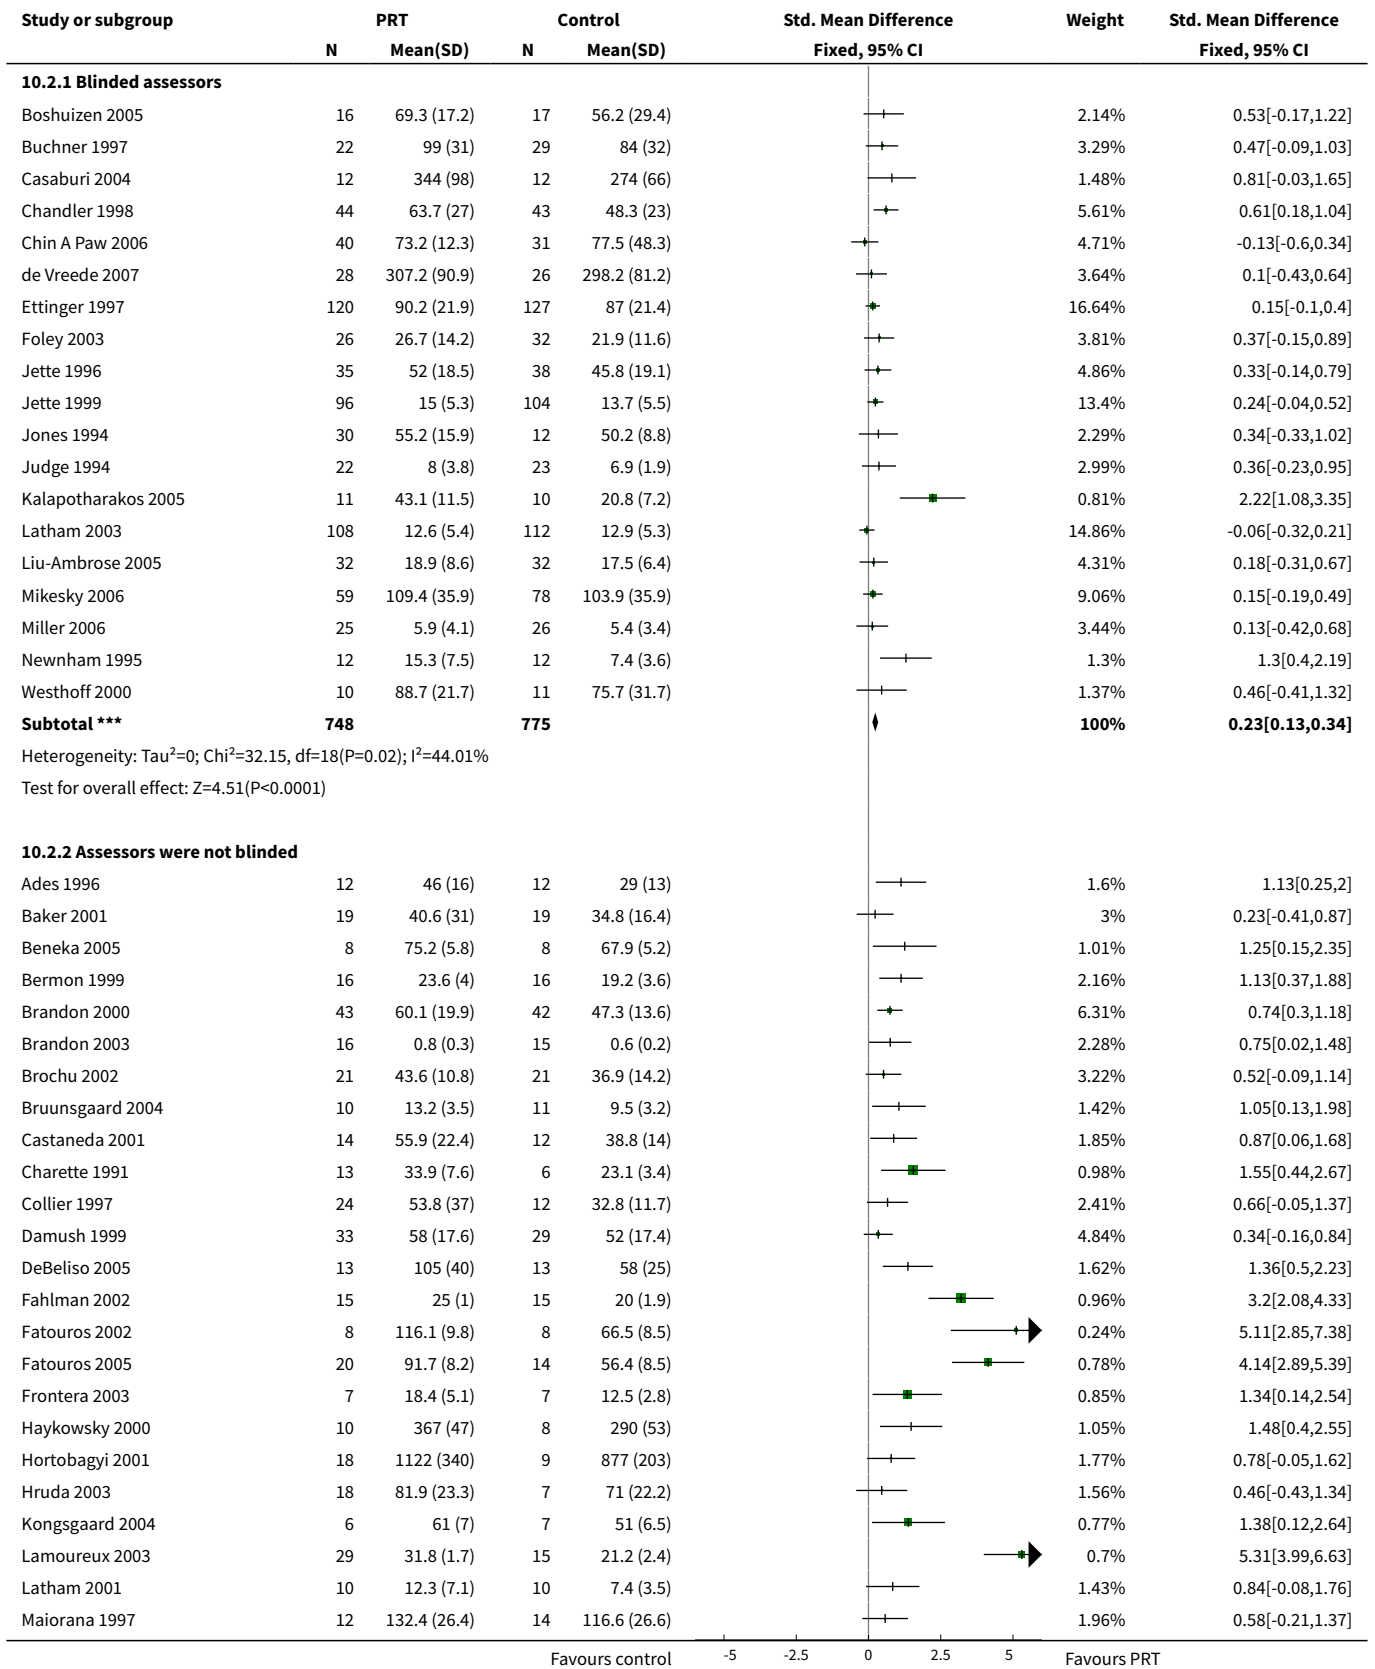 Study or subgroup PRT Control Std. Mean Difference Weight Std. Mean Difference
N Mean(SD) N Mean(SD) Fixed, 95% CI Fixed, 95% CI
10.2.1 Blinded assessors
Boshuizen 2005 16 69.3 (17.2) 17 56.2 (29.4) 2.14% 0.53[-0.17,1.22]
Buchner 1997 22 99 (31) 29 84 (32) 3.29% 0.47[-0.09,1.03]
Casaburi 2004 12 344 (98) 12 274 (66) 1.48% 0.81[-0.03,1.65]
Chandler 1998 44 63.7 (27) 43 48.3 (23) 5.61% 0.61[0.18,1.04]
Chin A Paw 2006 40 73.2 (12.3) 31 77.5 (48.3) 4.71% -0.13[-0.6,0.34]
de Vreede 2007 28 307.2 (90.9) 26 298.2 (81.2) 3.64% 0.1[-0.43,0.64]
Ettinger 1997 120 90.2 (21.9) 127 87 (21.4) 16.64% 0.15[-0.1,0.4]
Foley 2003 26 26.7 (14.2) 32 21.9 (11.6) 3.81% 0.37[-0.15,0.89]
Jette 1996 35 52 (18.5) 38 45.8 (19.1) 4.86% 0.33[-0.14,0.79]
Jette 1999 96 15 (5.3) 104 13.7 (5.5) 13.4% 0.24[-0.04,0.52]
Jones 1994 30 55.2 (15.9) 12 50.2 (8.8) 2.29% 0.34[-0.33,1.02]
Judge 1994 22 8 (3.8) 23 6.9 (1.9) 2.99% 0.36[-0.23,0.95]
Kalapotharakos 2005 11 43.1 (11.5) 10 20.8 (7.2) 0.81% 2.22[1.08,3.35]
Latham 2003 108 12.6 (5.4) 112 12.9 (5.3) 14.86% -0.06[-0.32,0.21]
Liu-Ambrose 2005 32 18.9 (8.6) 32 17.5 (6.4) 4.31% 0.18[-0.31,0.67]
Mikesky 2006 59 109.4 (35.9) 78 103.9 (35.9) 9.06% 0.15[-0.19,0.49]
Miller 2006 25 5.9 (4.1) 26 5.4 (3.4) 3.44% 0.13[-0.42,0.68]
Newnham 1995 12 15.3 (7.5) 12 7.4 (3.6) 1.3% 1.3[0.4,2.19]
Westhoff 2000 10 88.7 (21.7) 11 75.7 (31.7) 1.37% 0.46[-0.41,1.32]
Subtotal *** 748 775 100% 0.23[0.13,0.34]
Heterogeneity: Tau²=0; Chi²=32.15, df=18(P=0.02); I²=44.01%
Test for overall effect: Z=4.51(P<0.0001)
10.2.2 Assessors were not blinded
Ades 1996 12 46 (16) 12 29 (13) 1.6% 1.13[0.25,2]
Baker 2001 19 40.6 (31) 19 34.8 (16.4) 3% 0.23[-0.41,0.87]
Beneka 2005 8 75.2 (5.8) 8 67.9 (5.2) 1.01% 1.25[0.15,2.35]
Bermon 1999 16 23.6 (4) 16 19.2 (3.6) 2.16% 1.13[0.37,1.88]
Brandon 2000 43 60.1 (19.9) 42 47.3 (13.6) 6.31% 0.74[0.3,1.18]
Brandon 2003 16 0.8 (0.3) 15 0.6 (0.2) 2.28% 0.75[0.02,1.48]
Brochu 2002 21 43.6 (10.8) 21 36.9 (14.2) 3.22% 0.52[-0.09,1.14]
Bruunsgaard 2004 10 13.2 (3.5) 11 9.5 (3.2) 1.42% 1.05[0.13,1.98]
Castaneda 2001 14 55.9 (22.4) 12 38.8 (14) 1.85% 0.87[0.06,1.68]
Charette 1991 13 33.9 (7.6) 6 23.1 (3.4) 0.98% 1.55[0.44,2.67]
Collier 1997 24 53.8 (37) 12 32.8 (11.7) 2.41% 0.66[-0.05,1.37]
Damush 1999 33 58 (17.6) 29 52 (17.4) 4.84% 0.34[-0.16,0.84]
DeBeliso 2005 13 105 (40) 13 58 (25) 1.62% 1.36[0.5,2.23]
Fahlman 2002 15 25 (1) 15 20 (1.9) 0.96% 3.2[2.08,4.33]
Fatouros 2002 8 116.1 (9.8) 8 66.5 (8.5) 0.24% 5.11[2.85,7.38]
Fatouros 2005 20 91.7 (8.2) 14 56.4 (8.5) 0.78% 4.14[2.89,5.39]
Frontera 2003 7 18.4 (5.1) 7 12.5 (2.8) 0.85% 1.34[0.14,2.54]
Haykowsky 2000 10 367 (47) 8 290 (53) 1.05% 1.48[0.4,2.55]
Hortobagyi 2001 18 1122 (340) 9 877 (203) 1.77% 0.78[-0.05,1.62]
Hruda 2003 18 81.9 (23.3) 7 71 (22.2) 1.56% 0.46[-0.43,1.34]
Kongsgaard 2004 6 61 (7) 7 51 (6.5) 0.77% 1.38[0.12,2.64]
Lamoureux 2003 29 31.8 (1.7) 15 21.2 (2.4) 0.7% 5.31[3.99,6.63]
Latham 2001 10 12.3 (7.1) 10 7.4 (3.5) 1.43% 0.84[-0.08,1.76]
Maiorana 1997 12 132.4 (26.4) 14 116.6 (26.6) 1.96% 0.58[-0.21,1.37]
Favours control -5 -2.5 0 2.5 5 Favours PRT